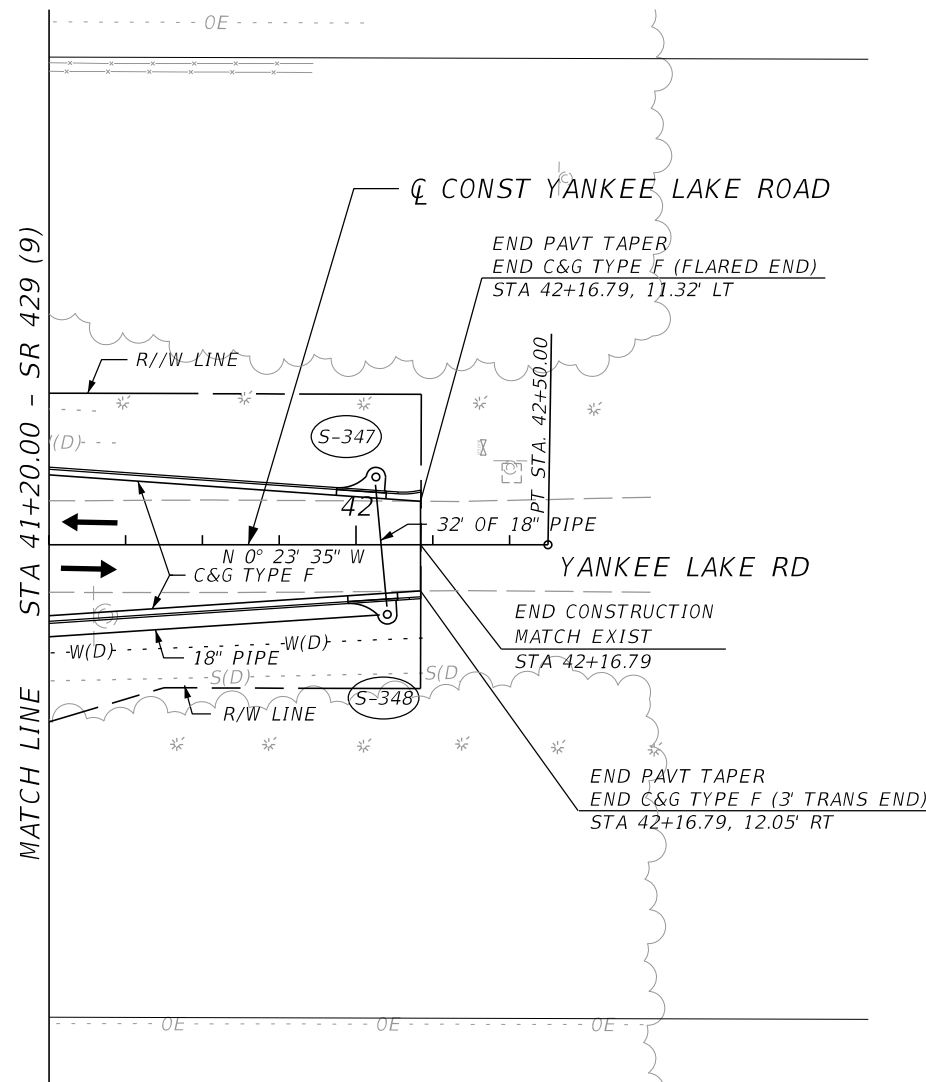 OE
℄ CONST YANKEE LAKE ROAD
END PAVT TAPER
END C&G TYPE F (FLARED END)
STA 42+16.79, 11.32' LT
R//W LINE
PT STA. 42+50.00
S-347
(D)
42
32' OF 18" PIPE
N 0° 23' 35" W
C&G TYPE F
YANKEE LAKE RD
END CONSTRUCTION
MATCH EXIST
STA 42+16.79
W(D)
W(D)
18" PIPE
S(D)
S(D
S-348
R/W LINE
END PAVT TAPER
END C&G TYPE F (3' TRANS END)
STA 42+16.79, 12.05' RT
MATCH LINE STA 41+20.00 - SR 429 (9)
OE
OE
OE